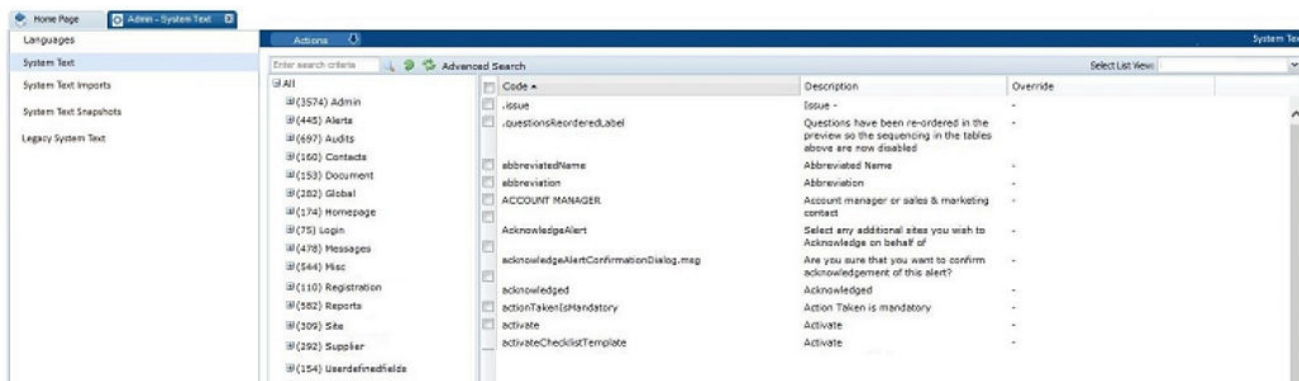 Home Page
Admin - System Text
Languages
System Text
System Text Imports
System Text Snapshots
Legacy System Text
Actions
System Tex
Enter search criteria
Advanced Search
Select List View:
All
(3574) Admin
(445) Alerts
(697) Audits
(160) Contacts
(153) Document
(282) Global
(174) Homepage
(75) Login
(478) Messages
(544) Misc
(110) Registration
(582) Reports
(309) Site
(292) Supplier
(154) Userdefinedfields
Code Description Override
.issue Issue - -
.questionsReorderedLabel Questions have been re-ordered in the -
preview so the sequencing in the tables
above are now disabled
abbreviatedName Abbreviated Name -
abbreviation Abbreviation -
ACCOUNT MANAGER Account manager or sales & marketing -
contact
AcknowledgeAlert Select any additional sites you wish to -
Acknowledge on behalf of
acknowledgeAlertConfirmationDialog.msg Are you sure that you want to confirm -
acknowledgement of this alert?
acknowledged Acknowledged -
actionTakenIsMandatory Action Taken is mandatory -
activate Activate -
activateChecklistTemplate Activate -